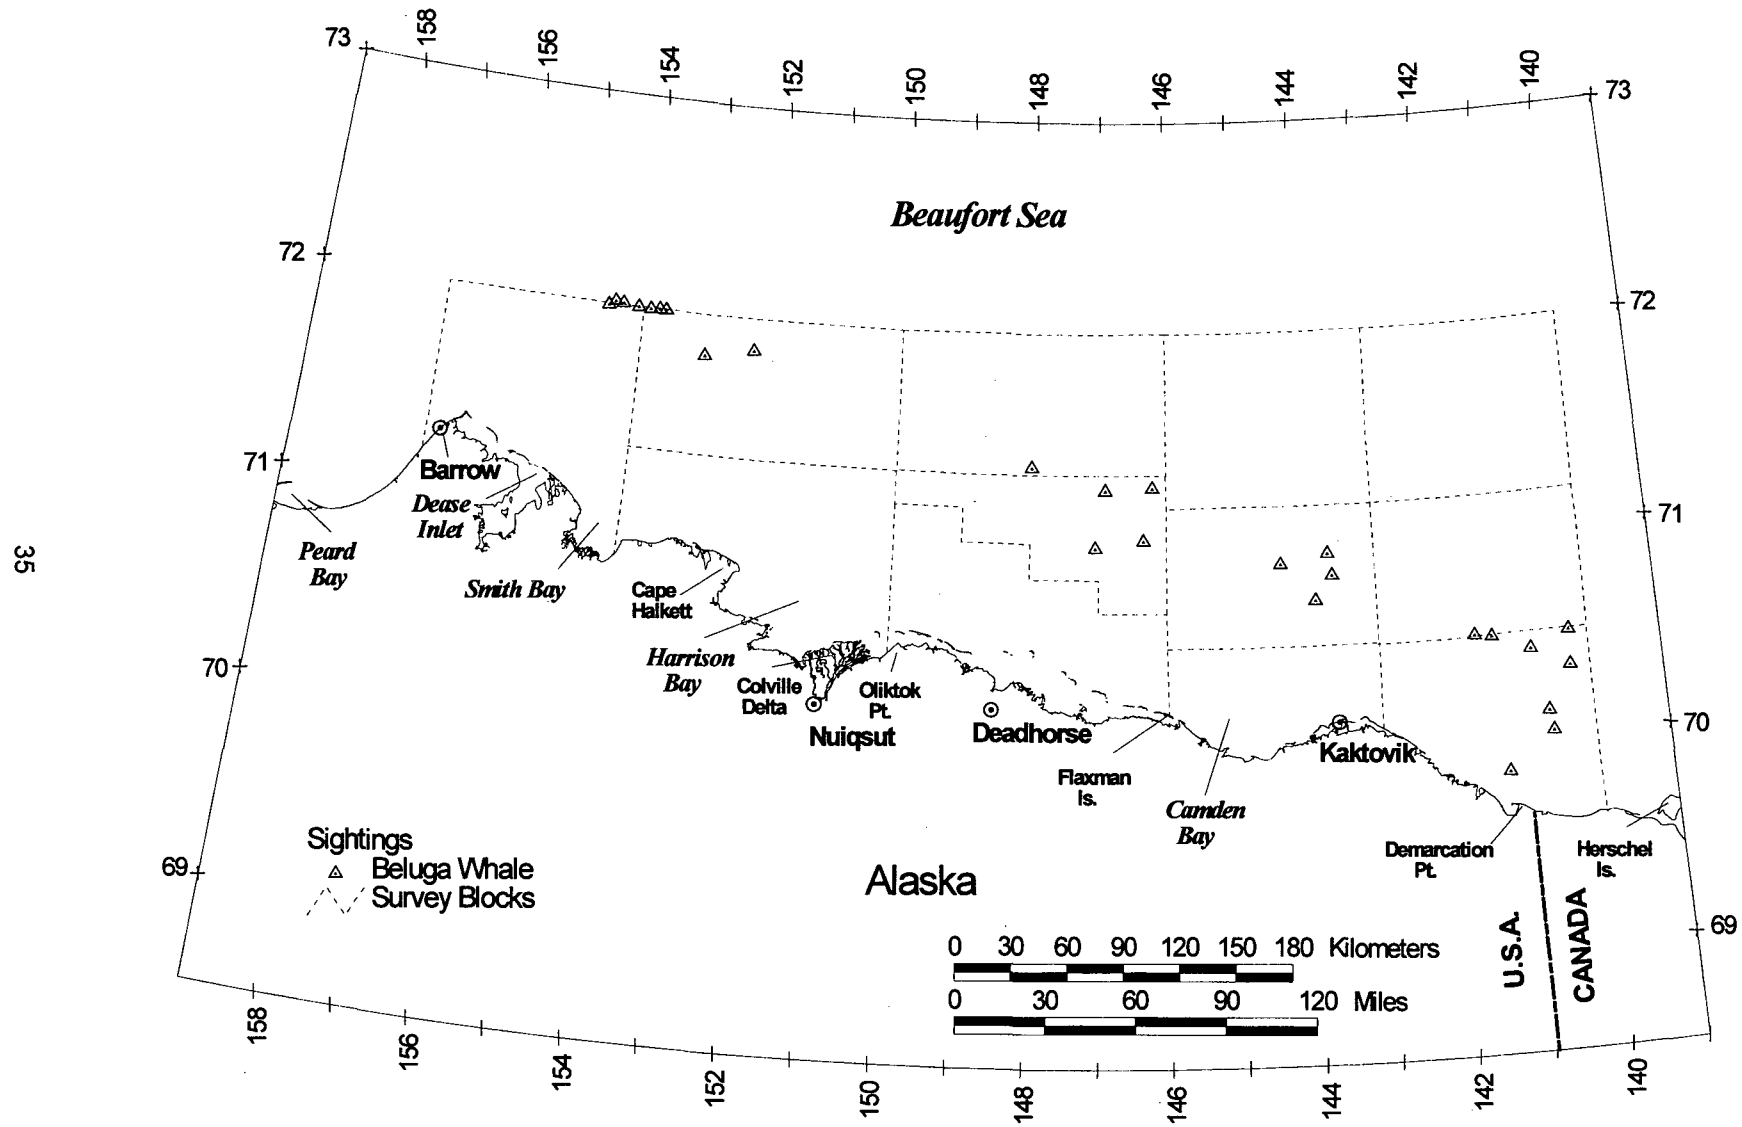 158
156
154
152
150
148
146
144
142
140
73
73
Beaufort Sea
72
72
71
71
Barrow
Dease
Inlet
Peard
Bay
Smith Bay
Cape
Halkett
35
Harrison
Bay
70
70
Colville
Delta
Oliktok
Pt.
Nuiqsut
Deadhorse
Kaktovik
Flaxman
Is.
Camden
Bay
Demarcation
Pt.
Herschel
Is.
Sightings
Beluga Whale
Survey Blocks
69
69
Alaska
U.S.A.
CANADA
0 30 60 90 120 150 180 Kilometers
0 30 60 90 120 Miles
158
156
154
152
150
148
146
144
142
140